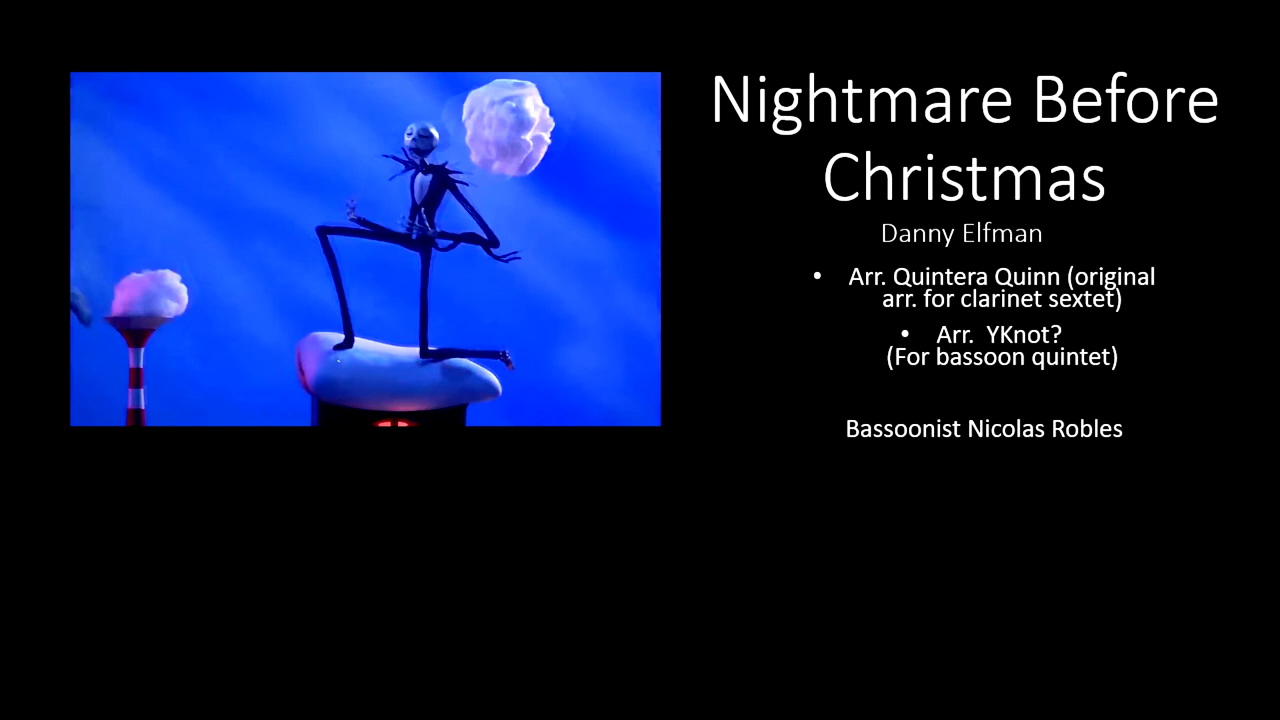 Nightmare Before
Christmas
Danny Elfman
• Arr. Quintera Quinn (original
arr. for clarinet sextet)
• Arr.  YKnot?
(For bassoon quintet)
Bassoonist Nicolas Robles